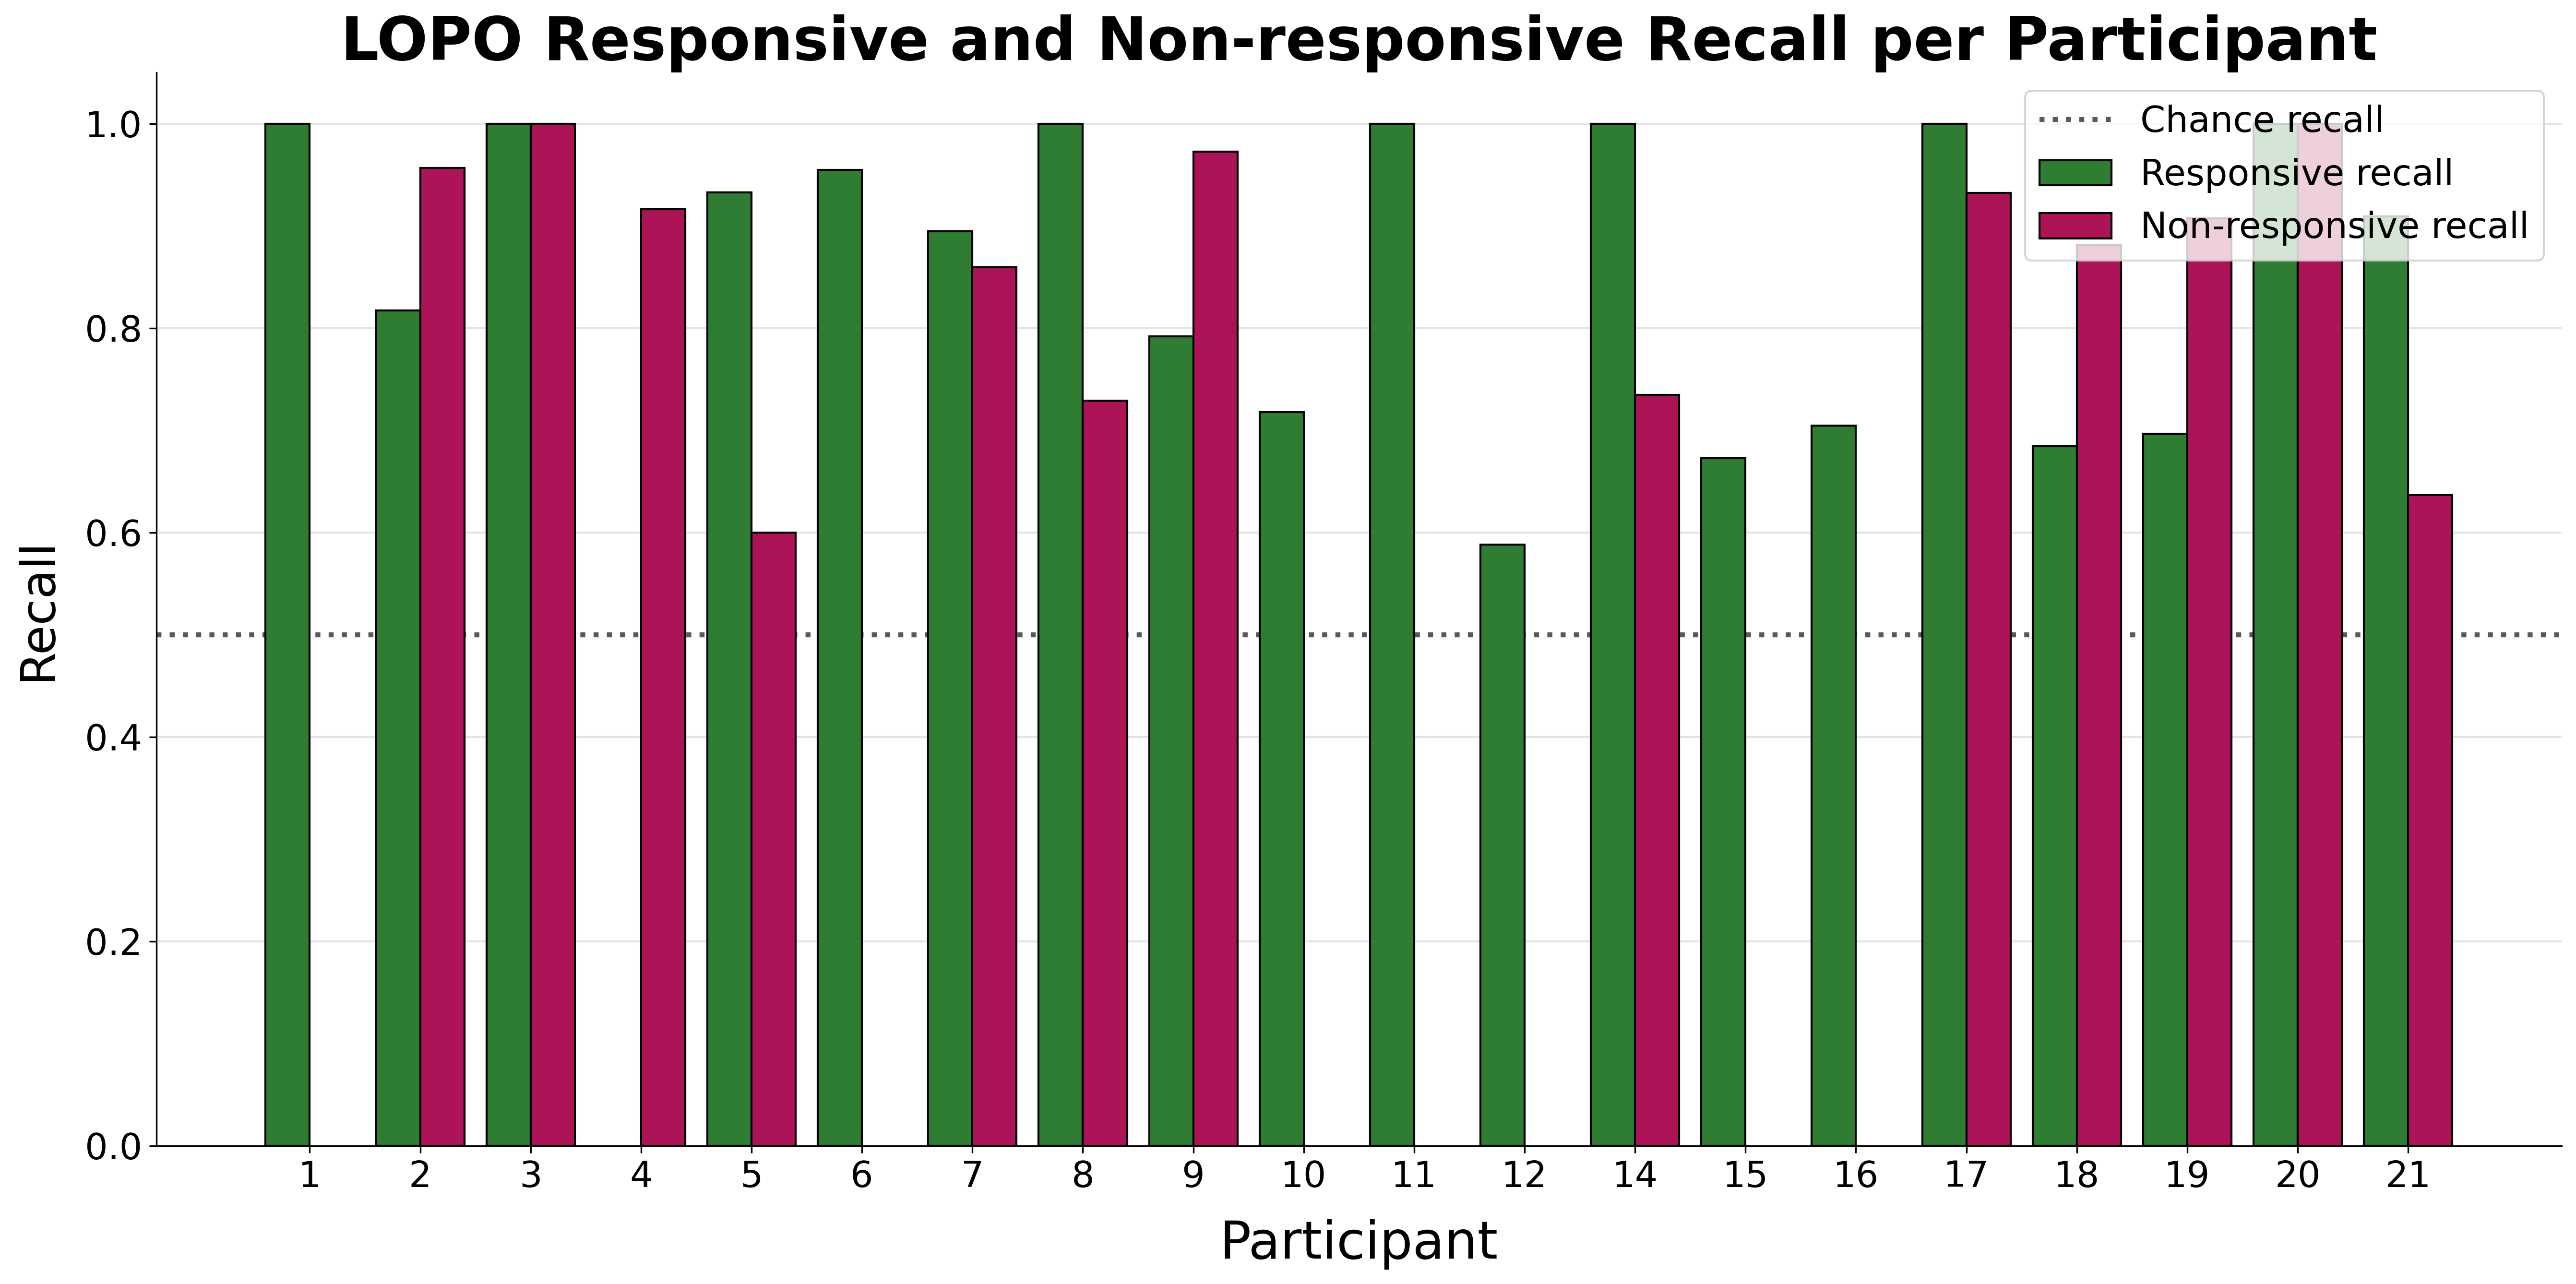 LOPO Responsive and Non-responsive Recall per Participant
Chance recall
Responsive recall
Non-responsive recall
Recall
1.0
0.8
0.6
0.4
0.2
0.0
1 2 3 4 5 6 7 8 9 10 11 12 14 15 16 17 18 19 20 21
Participant